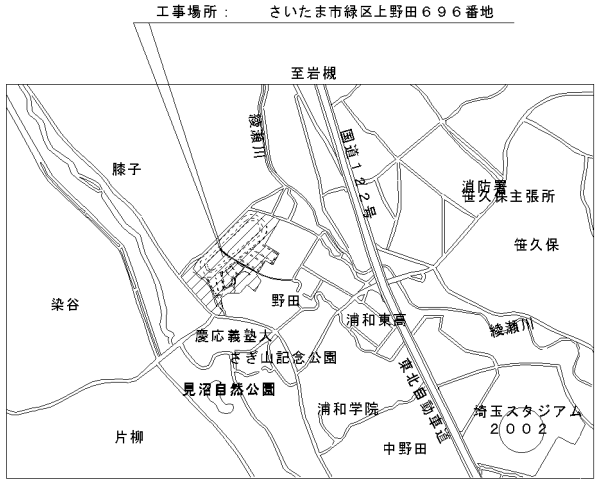 工事場所：　さいたま市緑区上野田６９６番地
至岩槻
綾瀬川
国道１２２号
膝子
消防署
笹久保主張所
笹久保
染谷
野田
浦和東高
綾瀬川
慶応義塾大
さぎ山記念公園
東北自動車道
見沼自然公園
浦和学院
埼玉スタジアム
２００２
片柳
中野田